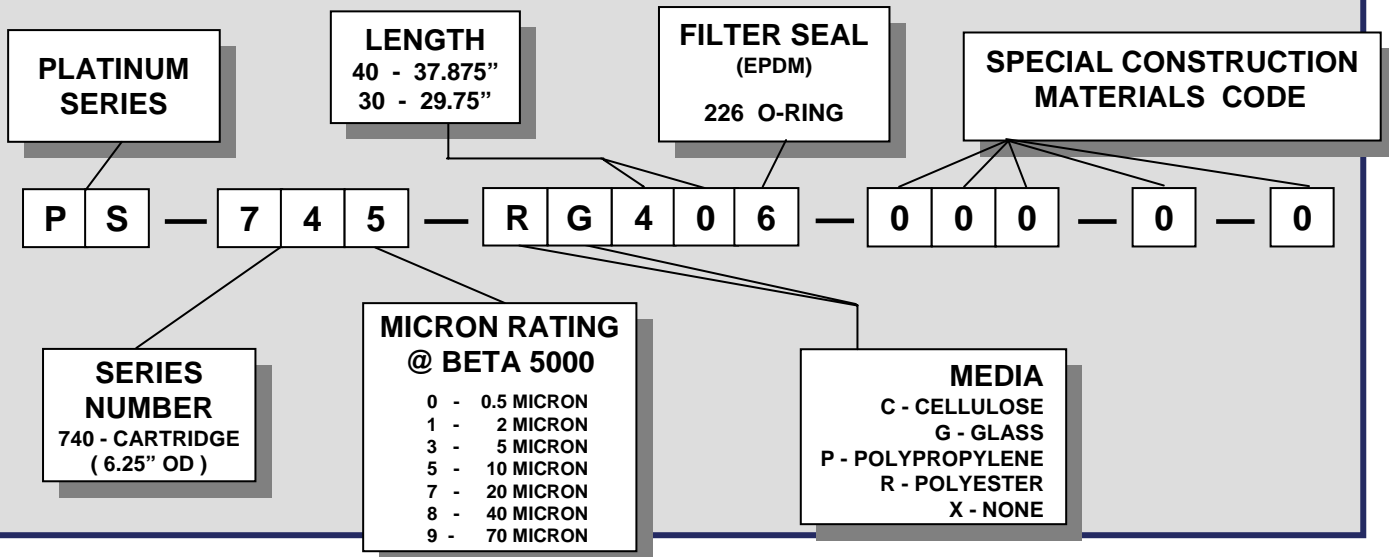 PLATINUM
SERIES
LENGTH
40 - 37.875”
30 - 29.75”
FILTER SEAL
(EPDM)
226 O-RING
SPECIAL CONSTRUCTION
MATERIALS CODE
P S — 7 4 5 — R G 4 0 6 — 0 0 0 — 0 — 0
SERIES
NUMBER
740 - CARTRIDGE
( 6.25” OD )
MICRON RATING
@ BETA 5000
0 - 0.5 MICRON
1 - 2 MICRON
3 - 5 MICRON
5 - 10 MICRON
7 - 20 MICRON
8 - 40 MICRON
9 - 70 MICRON
MEDIA
C - CELLULOSE
G - GLASS
P - POLYPROPYLENE
R - POLYESTER
X - NONE